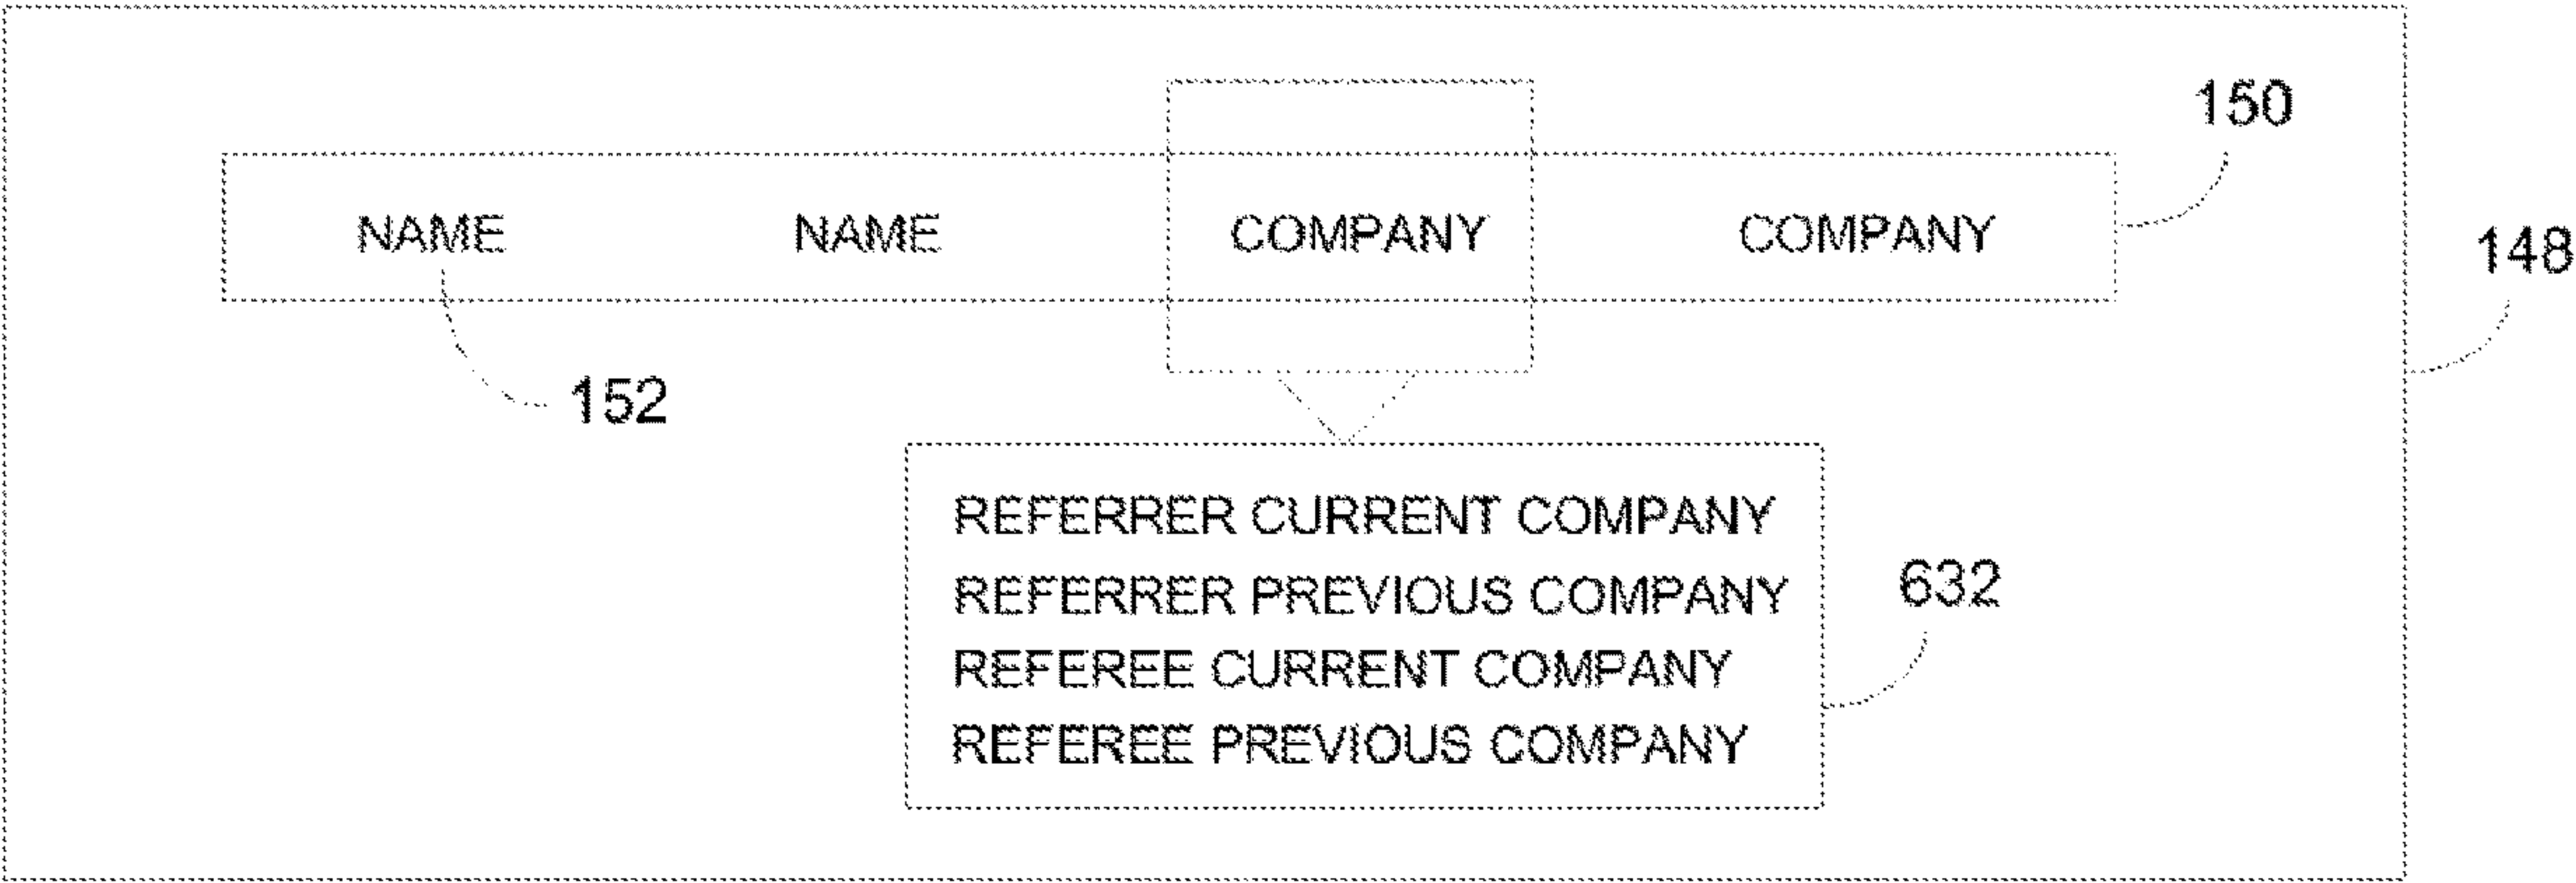 150
NAME NAME COMPANY COMPANY
148
152
REFERRER CURRENT COMPANY
REFERRER PREVIOUS COMPANY
632
REFEREE CURRENT COMPANY
REFEREE PREVIOUS COMPANY